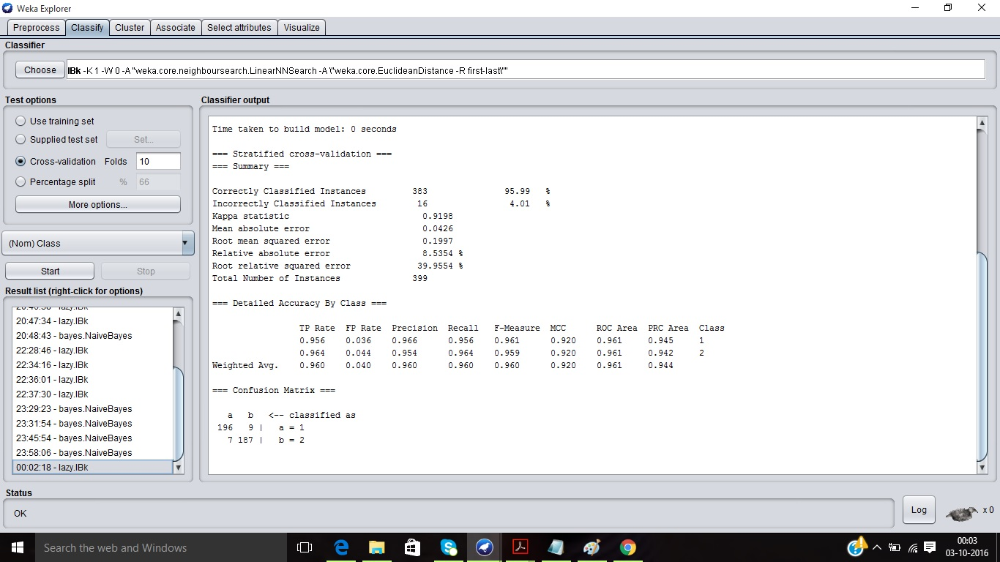 Weka Explorer
Preprocess Classify Cluster Associate Select attributes Visualize
Classifier
Choose IBk -K 1 -W 0 -A "weka.core.neighboursearch.LinearNNSearch -A \"weka.core.EuclideanDistance -R first-last\""
Test options
Use training set
Supplied test set Set...
Cross-validation Folds 10
Percentage split % 66
More options...
(Nom) Class
Start Stop
Result list (right-click for options)
20:47:34 - lazy.IBk
20:48:43 - bayes.NaiveBayes
22:28:46 - lazy.IBk
22:34:16 - lazy.IBk
22:36:01 - lazy.IBk
22:37:30 - lazy.IBk
23:29:23 - bayes.NaiveBayes
23:31:54 - bayes.NaiveBayes
23:45:54 - bayes.NaiveBayes
23:58:06 - bayes.NaiveBayes
00:02:18 - lazy.IBk
Classifier output
Time taken to build model: 0 seconds
=== Stratified cross-validation ===
=== Summary ===
Correctly Classified Instances 383 95.99 %
Incorrectly Classified Instances 16 4.01 %
Kappa statistic 0.9198
Mean absolute error 0.0426
Root mean squared error 0.1997
Relative absolute error 8.5354 %
Root relative squared error 39.9554 %
Total Number of Instances 399
=== Detailed Accuracy By Class ===
TP Rate FP Rate Precision Recall F-Measure MCC ROC Area PRC Area Class
0.956 0.036 0.966 0.956 0.961 0.920 0.961 0.945 1
0.964 0.044 0.954 0.964 0.959 0.920 0.961 0.942 2
Weighted Avg. 0.960 0.040 0.960 0.960 0.960 0.920 0.961 0.944
=== Confusion Matrix ===
a b <-- classified as
196 9 | a = 1
7 187 | b = 2
Status
OK
Log
x 0
Search the web and Windows
00:03
03-10-2016